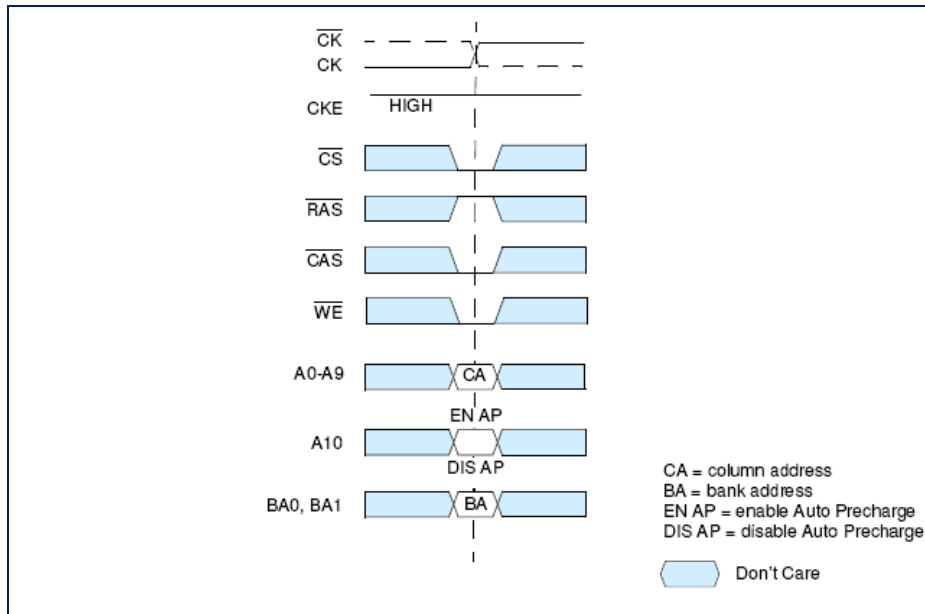 CK
CK
CKE HIGH
CS
RAS
CAS
WE
A0-A9 CA
EN AP
A10
DIS AP
BA0, BA1 BA
CA = column address
BA = bank address
EN AP = enable Auto Precharge
DIS AP = disable Auto Precharge
Don't Care